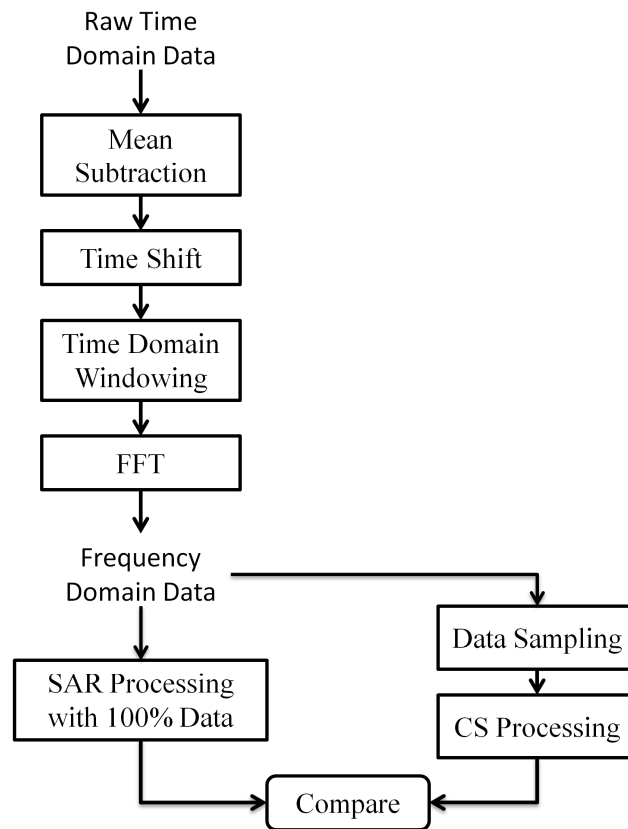 Raw Time
Domain Data
Mean
Subtraction
Time Shift
Time Domain
Windowing
FFT
Frequency
Domain Data
Data Sampling
SAR Processing
with 100% Data
CS Processing
Compare